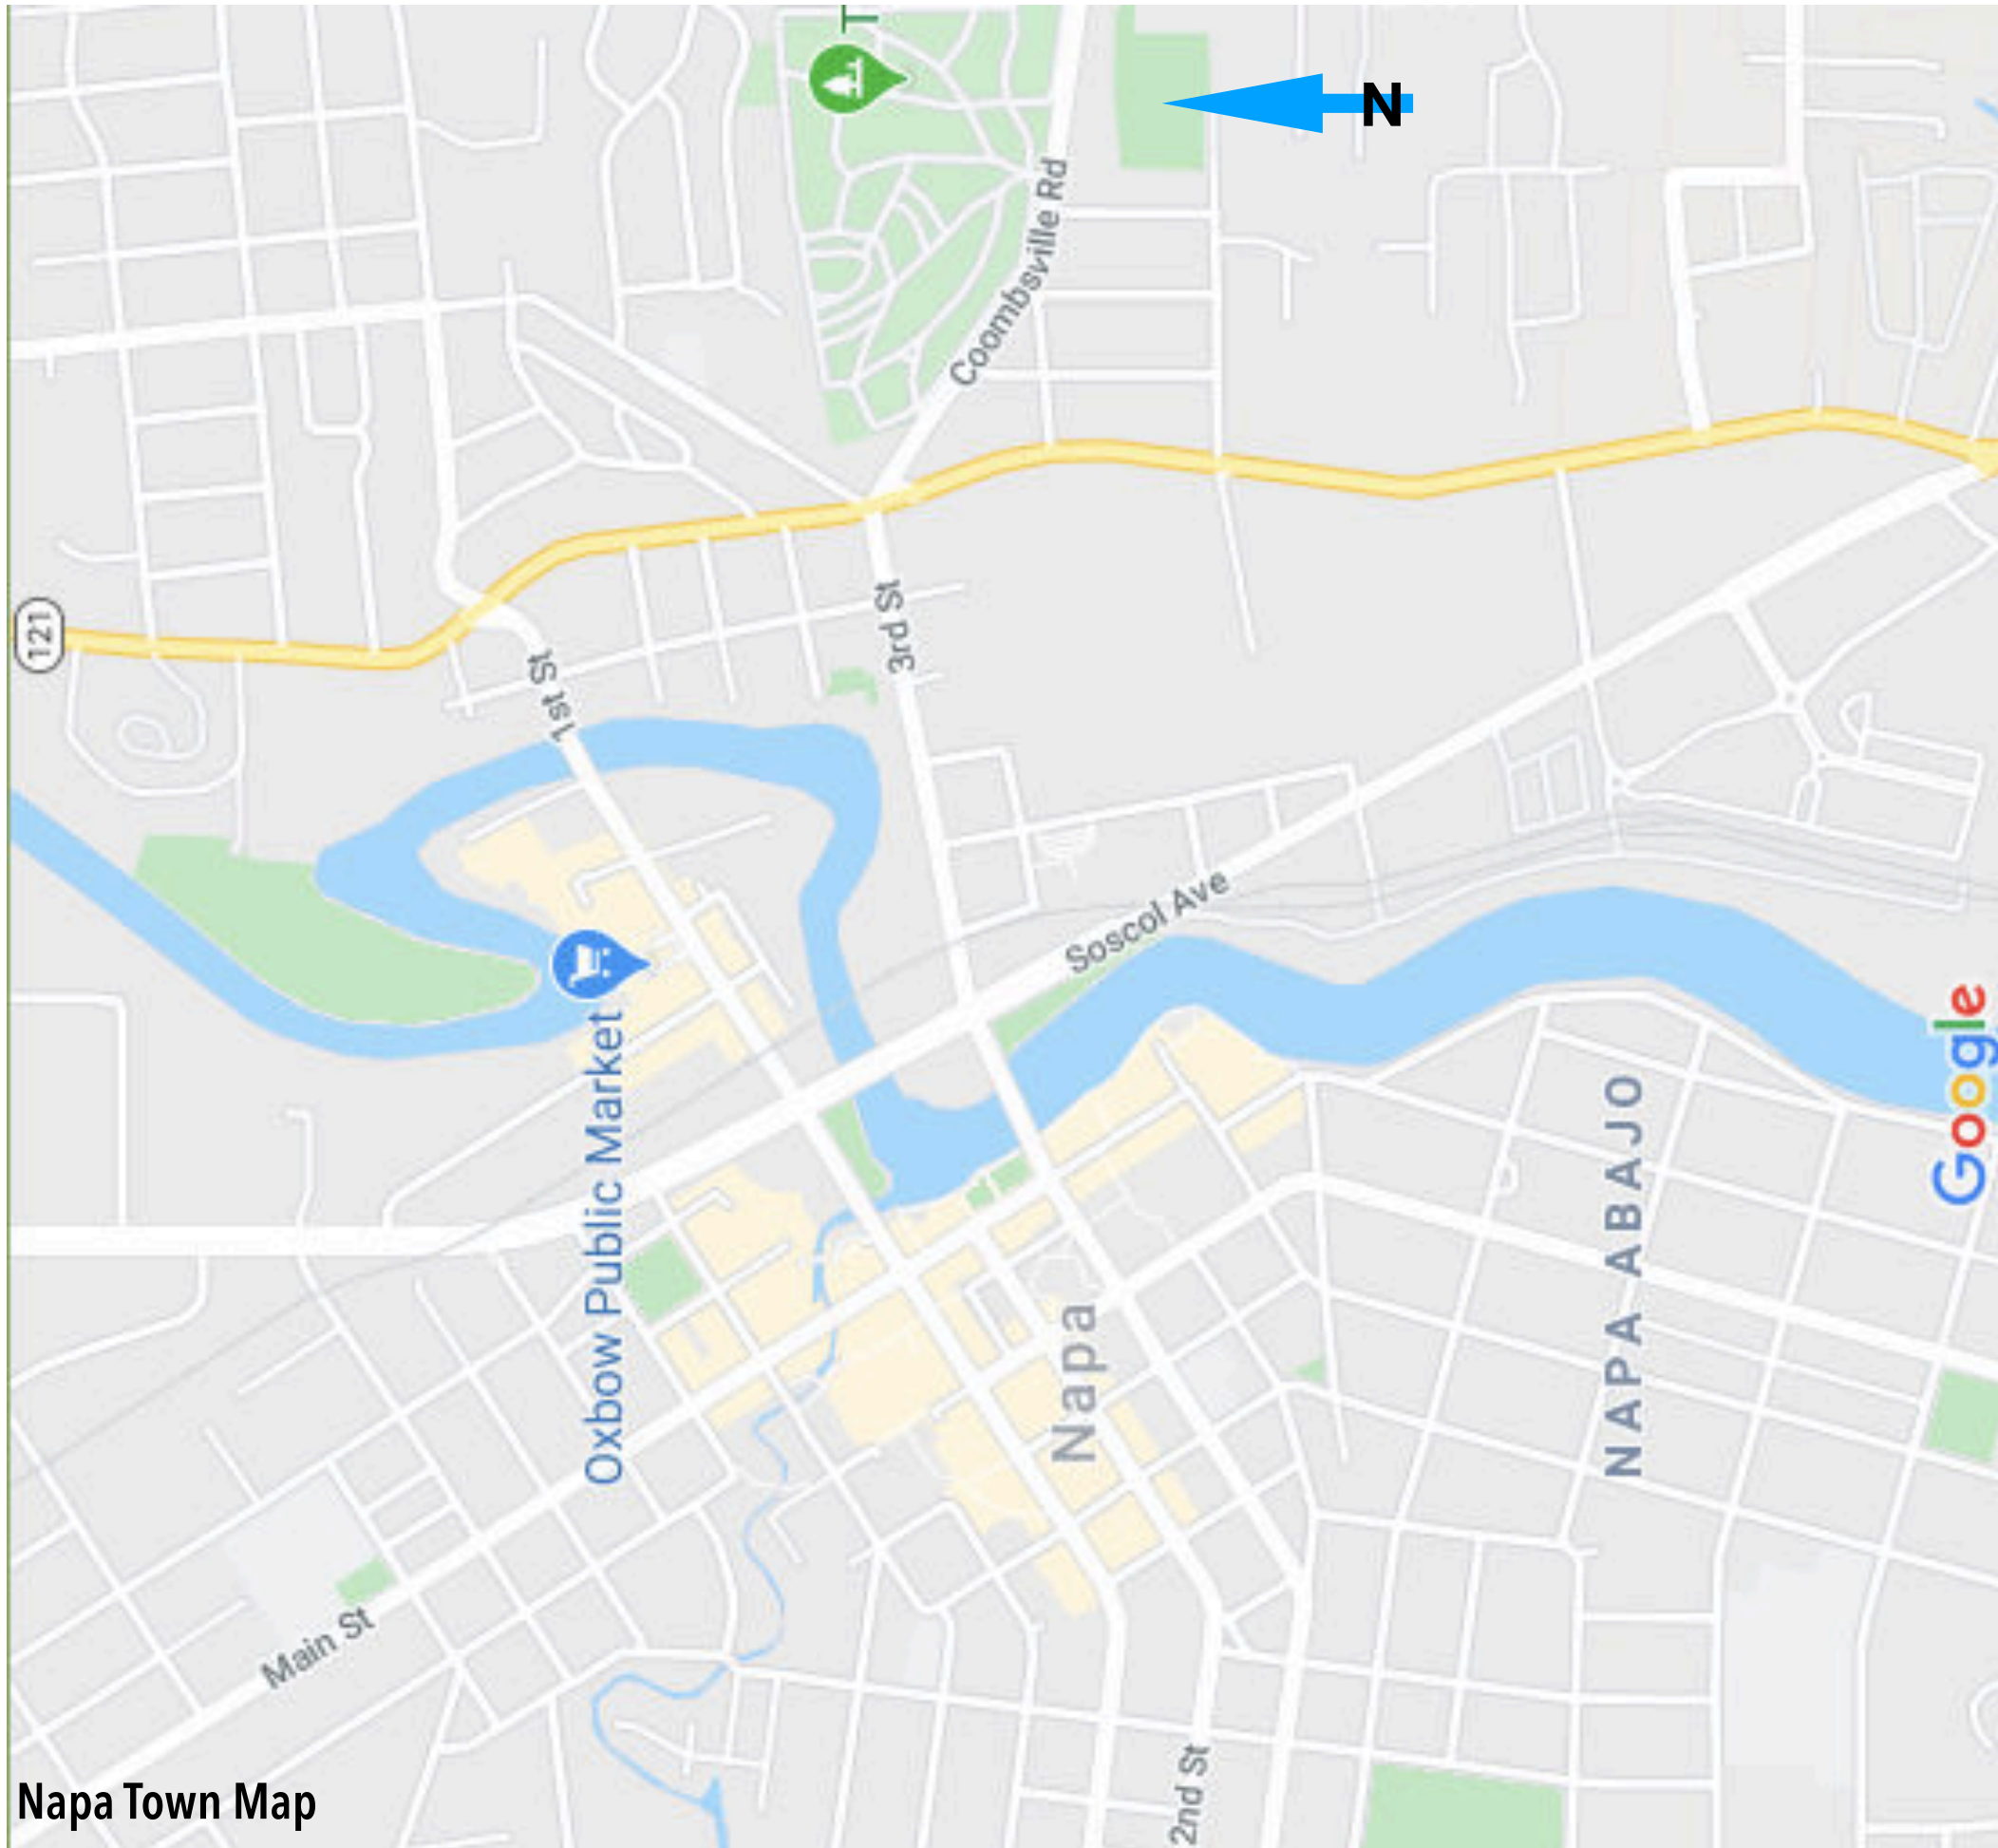 T
N
Coombsville Rd
121
3rd St
1st St
Soscol Ave
Oxbow Public Market
Google
NAPA ABAJO
Napa
Main St
2nd St
Napa Town Map